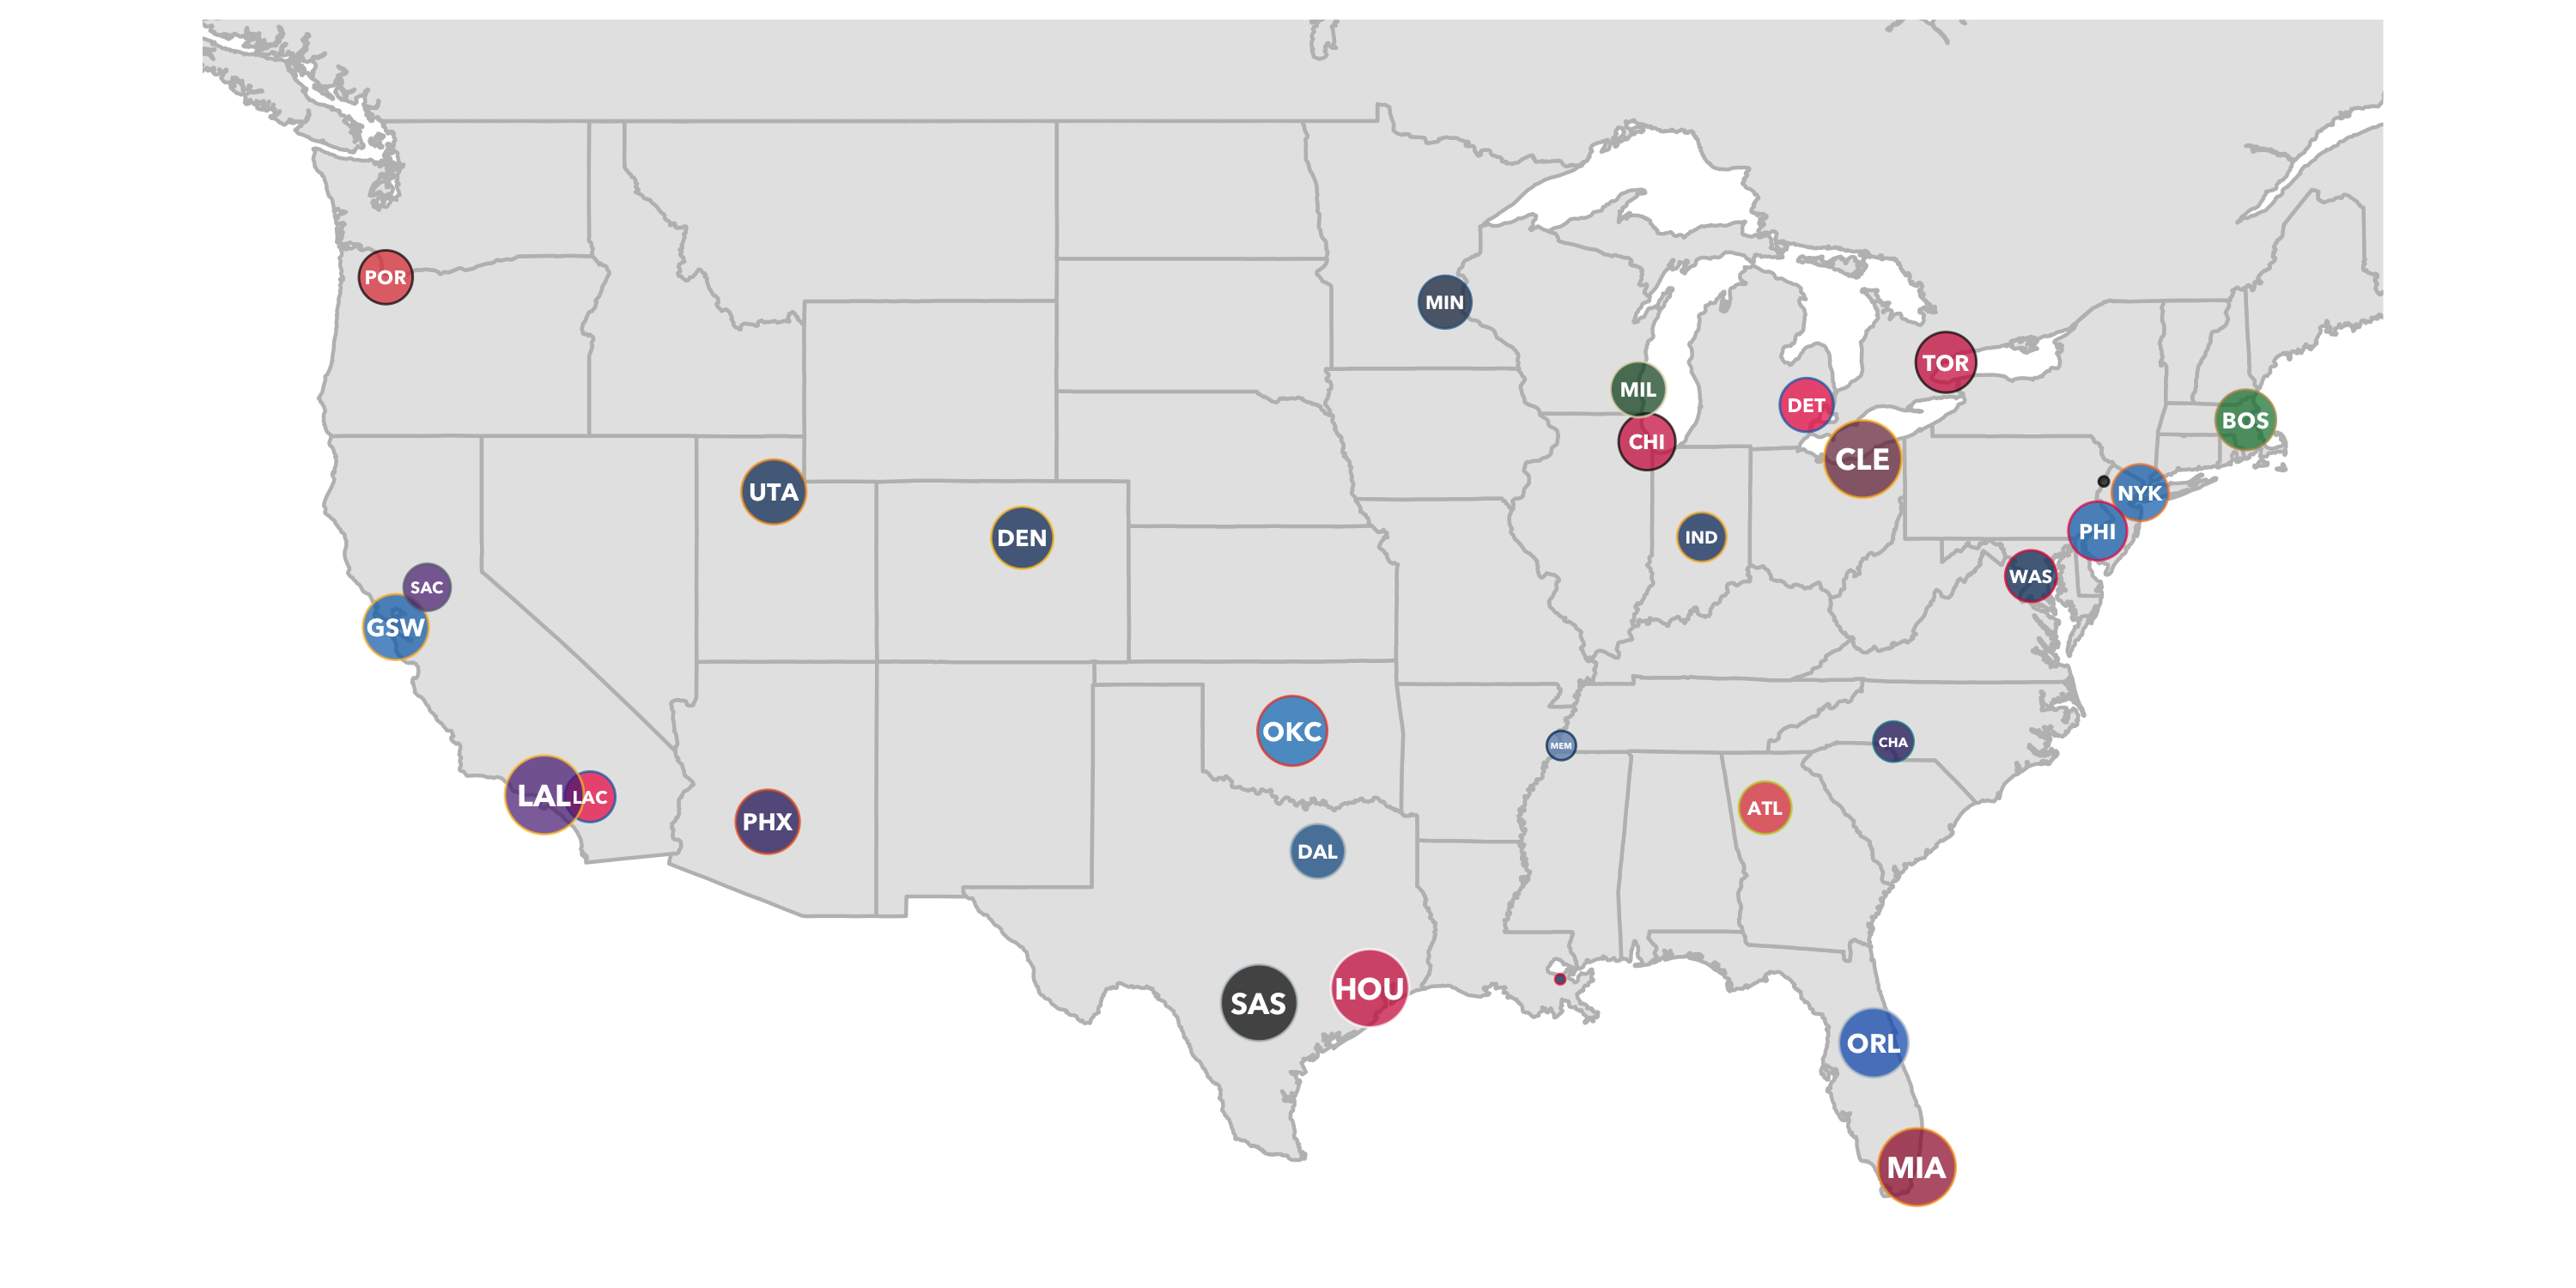 POR
MIN
TOR
MIL
DET
BOS
CHI
CLE
UTA
NYK
DEN
IND
PHI
WAS
SAC
GSW
OKC
MEM
CHA
LAL
LAC
PHX
ATL
DAL
HOU
SAS
ORL
MIA